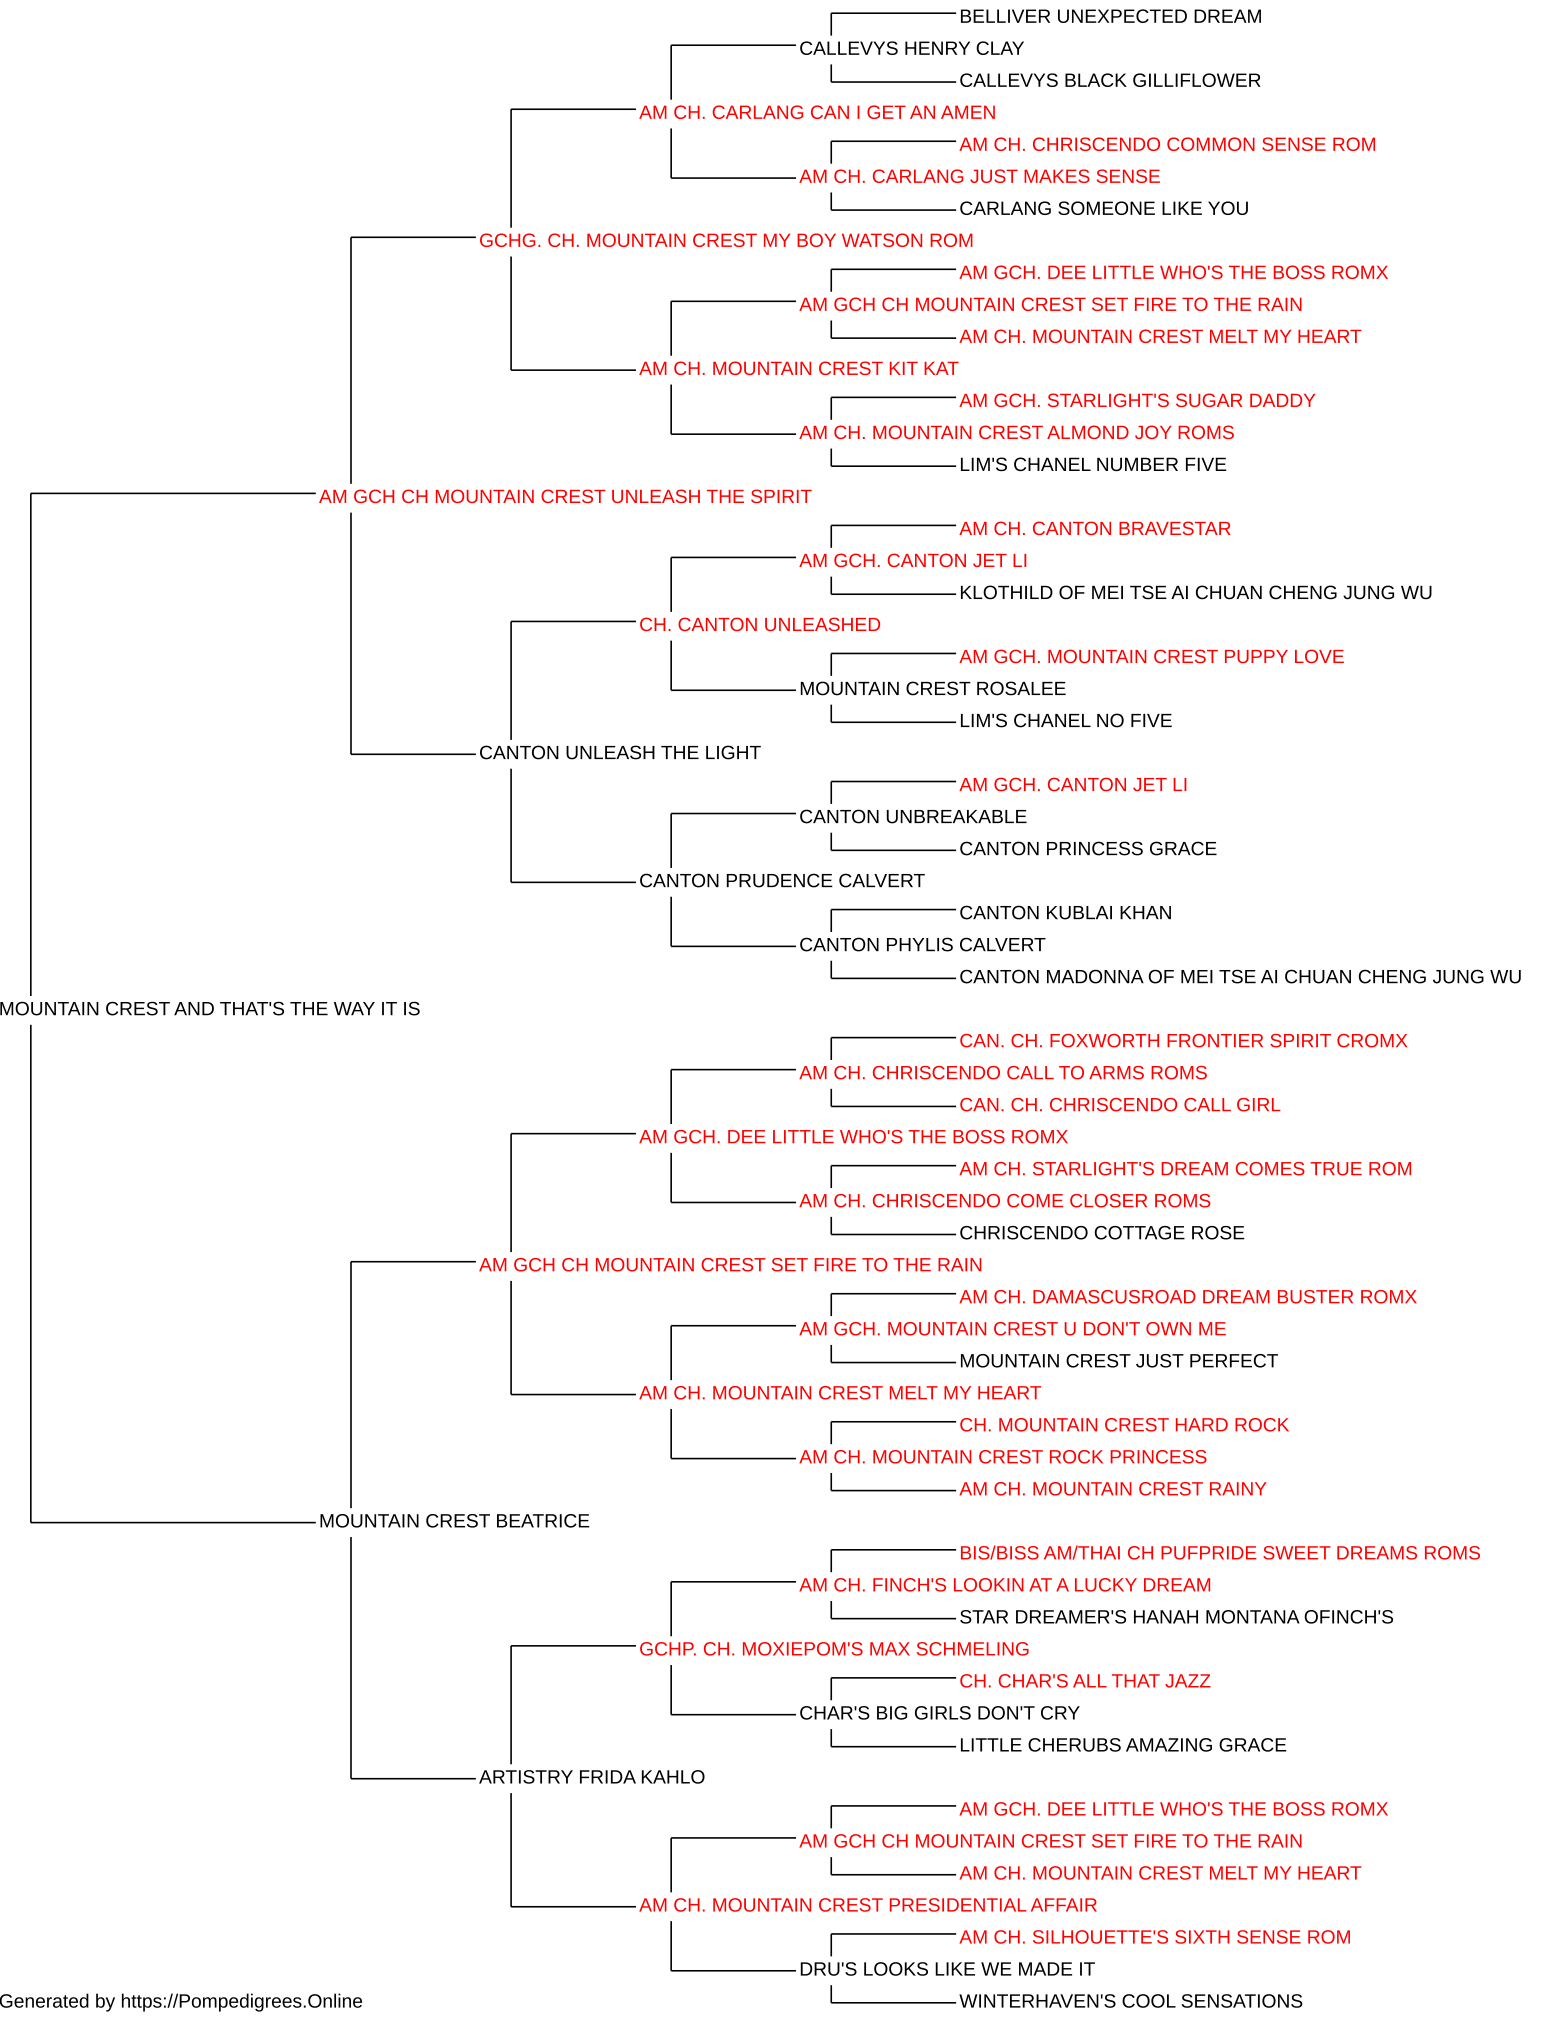 BELLIVER UNEXPECTED DREAM
CALLEVYS HENRY CLAY
CALLEVYS BLACK GILLIFLOWER
AM CH. CARLANG CAN I GET AN AMEN
AM CH. CHRISCENDO COMMON SENSE ROM
AM CH. CARLANG JUST MAKES SENSE
CARLANG SOMEONE LIKE YOU
GCHG. CH. MOUNTAIN CREST MY BOY WATSON ROM
AM GCH. DEE LITTLE WHO'S THE BOSS ROMX
AM GCH CH MOUNTAIN CREST SET FIRE TO THE RAIN
AM CH. MOUNTAIN CREST MELT MY HEART
AM CH. MOUNTAIN CREST KIT KAT
AM GCH. STARLIGHT'S SUGAR DADDY
AM CH. MOUNTAIN CREST ALMOND JOY ROMS
LIM'S CHANEL NUMBER FIVE
AM GCH CH MOUNTAIN CREST UNLEASH THE SPIRIT
AM CH. CANTON BRAVESTAR
AM GCH. CANTON JET LI
KLOTHILD OF MEI TSE AI CHUAN CHENG JUNG WU
CH. CANTON UNLEASHED
AM GCH. MOUNTAIN CREST PUPPY LOVE
MOUNTAIN CREST ROSALEE
LIM'S CHANEL NO FIVE
CANTON UNLEASH THE LIGHT
AM GCH. CANTON JET LI
CANTON UNBREAKABLE
CANTON PRINCESS GRACE
CANTON PRUDENCE CALVERT
CANTON KUBLAI KHAN
CANTON PHYLIS CALVERT
CANTON MADONNA OF MEI TSE AI CHUAN CHENG JUNG WU
MOUNTAIN CREST AND THAT'S THE WAY IT IS
CAN. CH. FOXWORTH FRONTIER SPIRIT CROMX
AM CH. CHRISCENDO CALL TO ARMS ROMS
CAN. CH. CHRISCENDO CALL GIRL
AM GCH. DEE LITTLE WHO'S THE BOSS ROMX
AM CH. STARLIGHT'S DREAM COMES TRUE ROM
AM CH. CHRISCENDO COME CLOSER ROMS
CHRISCENDO COTTAGE ROSE
AM GCH CH MOUNTAIN CREST SET FIRE TO THE RAIN
AM CH. DAMASCUSROAD DREAM BUSTER ROMX
AM GCH. MOUNTAIN CREST U DON'T OWN ME
MOUNTAIN CREST JUST PERFECT
AM CH. MOUNTAIN CREST MELT MY HEART
CH. MOUNTAIN CREST HARD ROCK
AM CH. MOUNTAIN CREST ROCK PRINCESS
AM CH. MOUNTAIN CREST RAINY
MOUNTAIN CREST BEATRICE
BIS/BISS AM/THAI CH PUFPRIDE SWEET DREAMS ROMS
AM CH. FINCH'S LOOKIN AT A LUCKY DREAM
STAR DREAMER'S HANAH MONTANA OFINCH'S
GCHP. CH. MOXIEPOM'S MAX SCHMELING
CH. CHAR'S ALL THAT JAZZ
CHAR'S BIG GIRLS DON'T CRY
LITTLE CHERUBS AMAZING GRACE
ARTISTRY FRIDA KAHLO
AM GCH. DEE LITTLE WHO'S THE BOSS ROMX
AM GCH CH MOUNTAIN CREST SET FIRE TO THE RAIN
AM CH. MOUNTAIN CREST MELT MY HEART
AM CH. MOUNTAIN CREST PRESIDENTIAL AFFAIR
AM CH. SILHOUETTE'S SIXTH SENSE ROM
DRU'S LOOKS LIKE WE MADE IT
WINTERHAVEN'S COOL SENSATIONS
Generated by https://Pompedigrees.Online